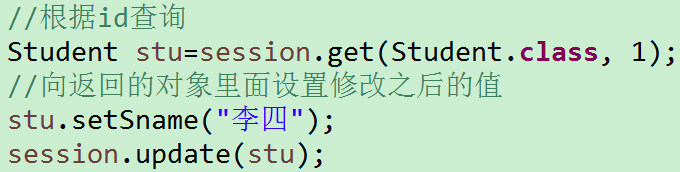 //根据id查询
Student stu=session.get(Student.class, 1);
//向返回的对象里面设置修改之后的值
stu.setSname("李四");
session.update(stu);